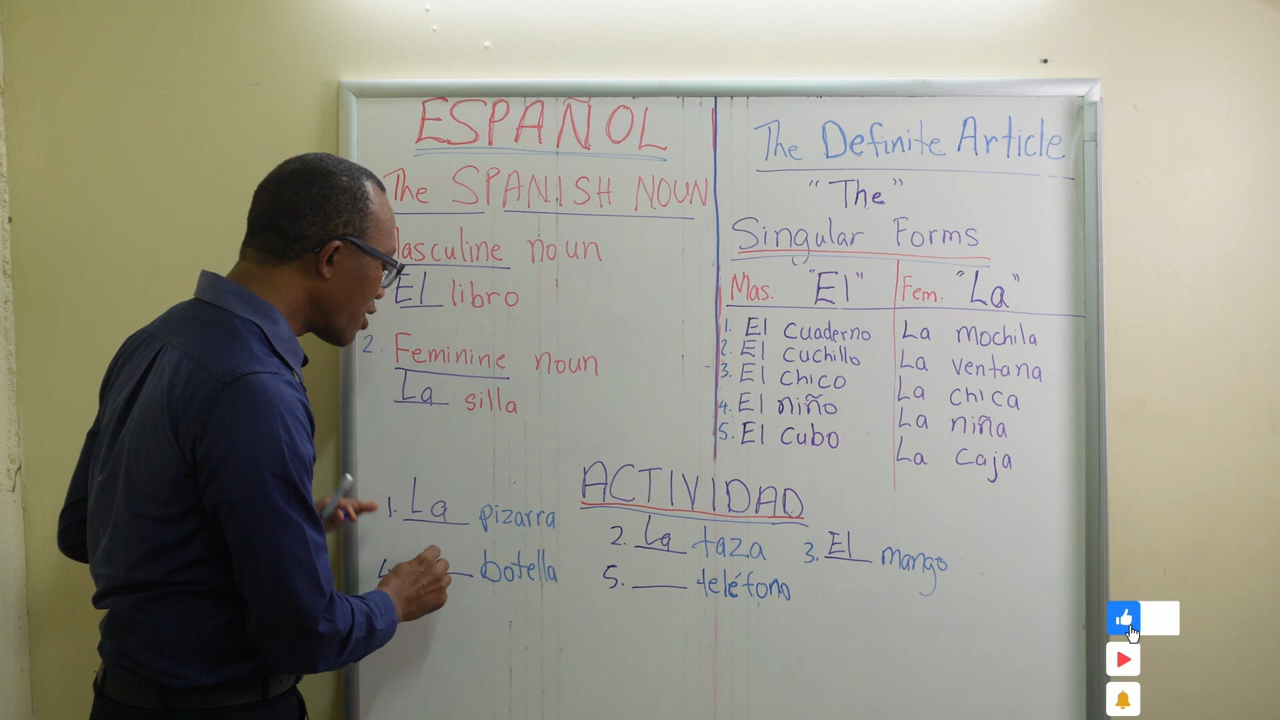 ESPAÑOL
The SPANISH NOUN
Masculine noun
El libro
2. Feminine noun
La silla
The Definite Article
"The"
Singular Forms
Mas. "El"
Fem. "La"
1. El cuaderno
La mochila
2. El cuchillo
La ventana
3. El chico
La chica
4. El niño
La niña
5. El cubo
La caja
ACTIVIDAD
1. La pizarra
2. La taza
3. El mango
4. botella
5. ___ teléfono